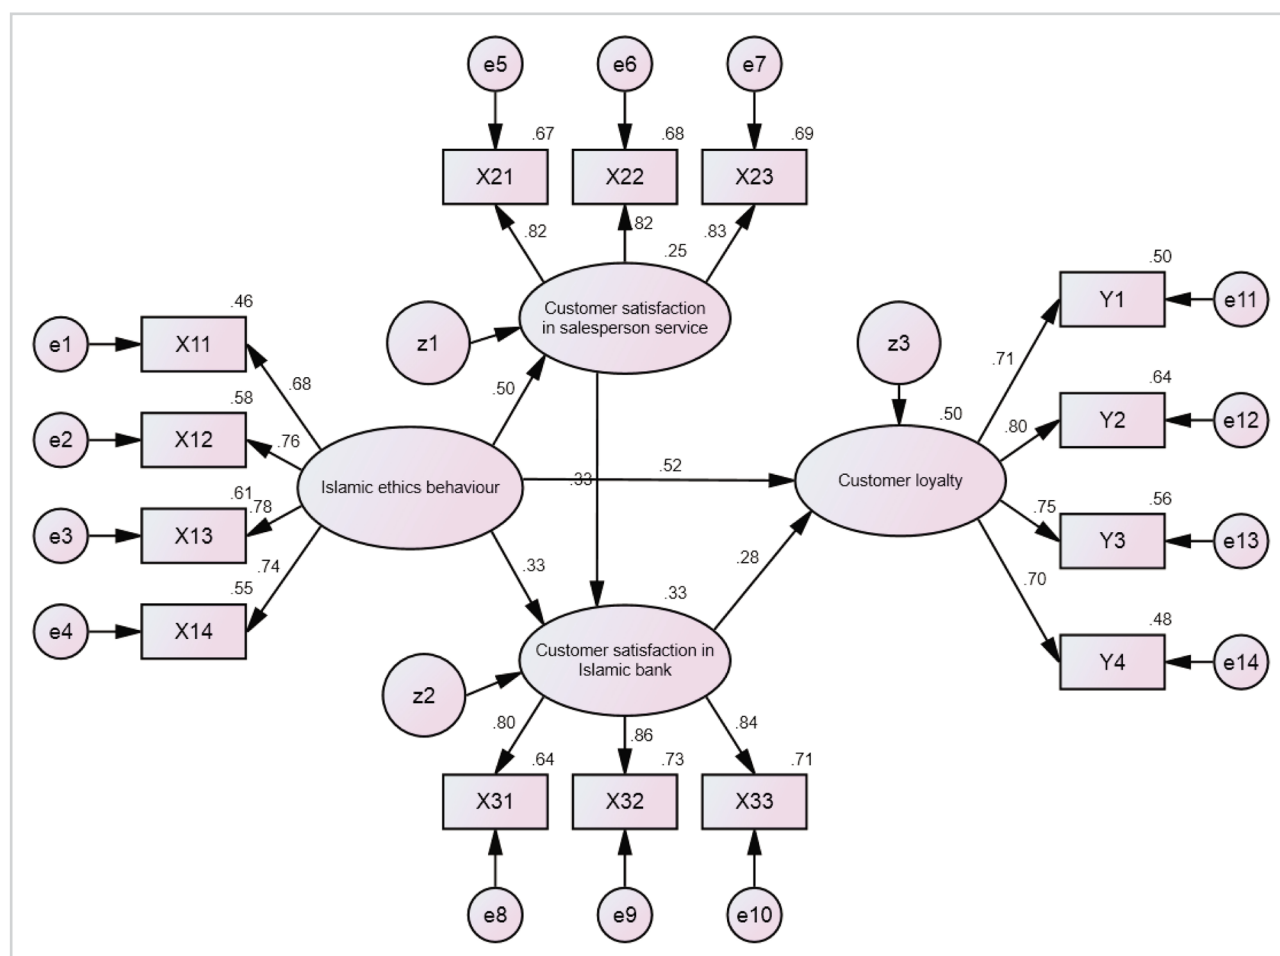 e5
e6
e7
.67
.68
.69
X21
X22
X23
.82
.82
.83
.25
Customer satisfaction
in salesperson service
z1
.50
.46
e1
X11
.68
.58
e2
X12
.76
.61
.78
e3
X13
.74
.55
e4
X14
Islamic ethics behaviour
.52
.33
.33
z3
.50
Customer loyalty
.28
.50
Y1
e11
.71
.64
Y2
e12
.80
.56
.75
Y3
e13
.70
.48
Y4
e14
.33
Customer satisfaction in
Islamic bank
z2
.80
.86
.84
.64
.73
.71
X31
X32
X33
e8
e9
e10